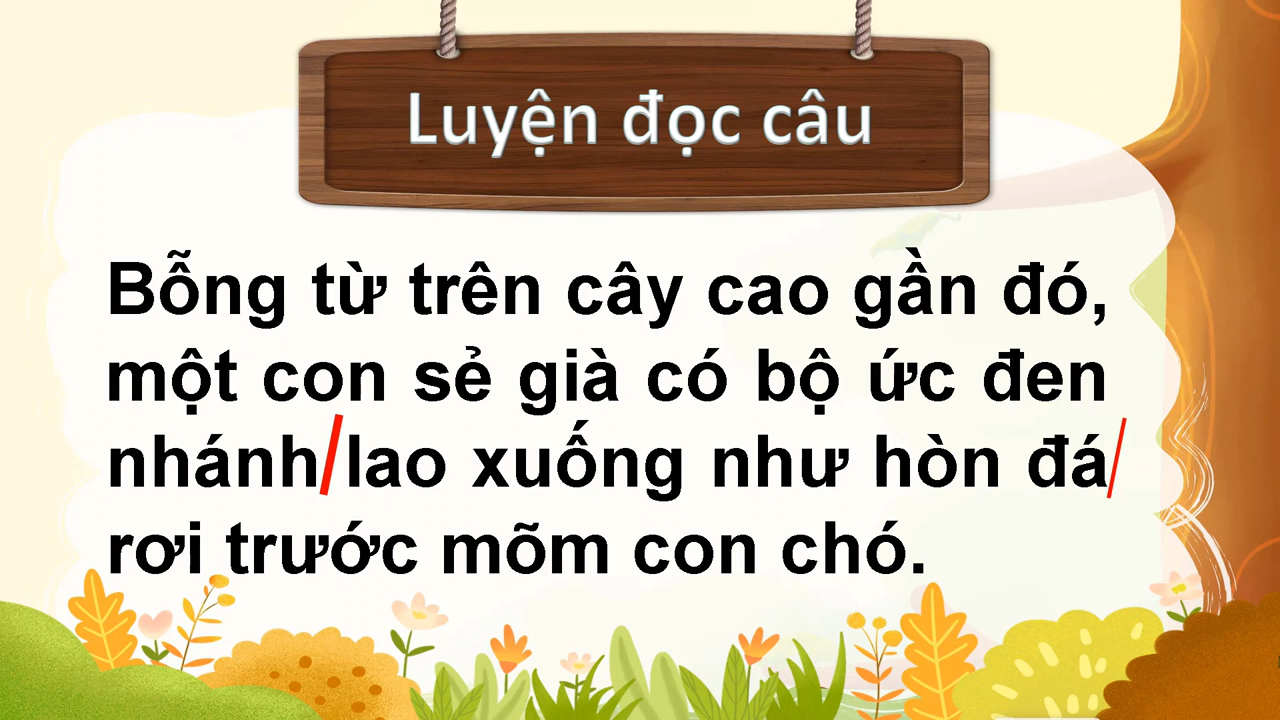 Luyện đọc câu
Bỗng từ trên cây cao gần đó,
một con sẻ già có bộ ức đen
nhánh/lao xuống như hòn đá/
rơi trước mõm con chó.